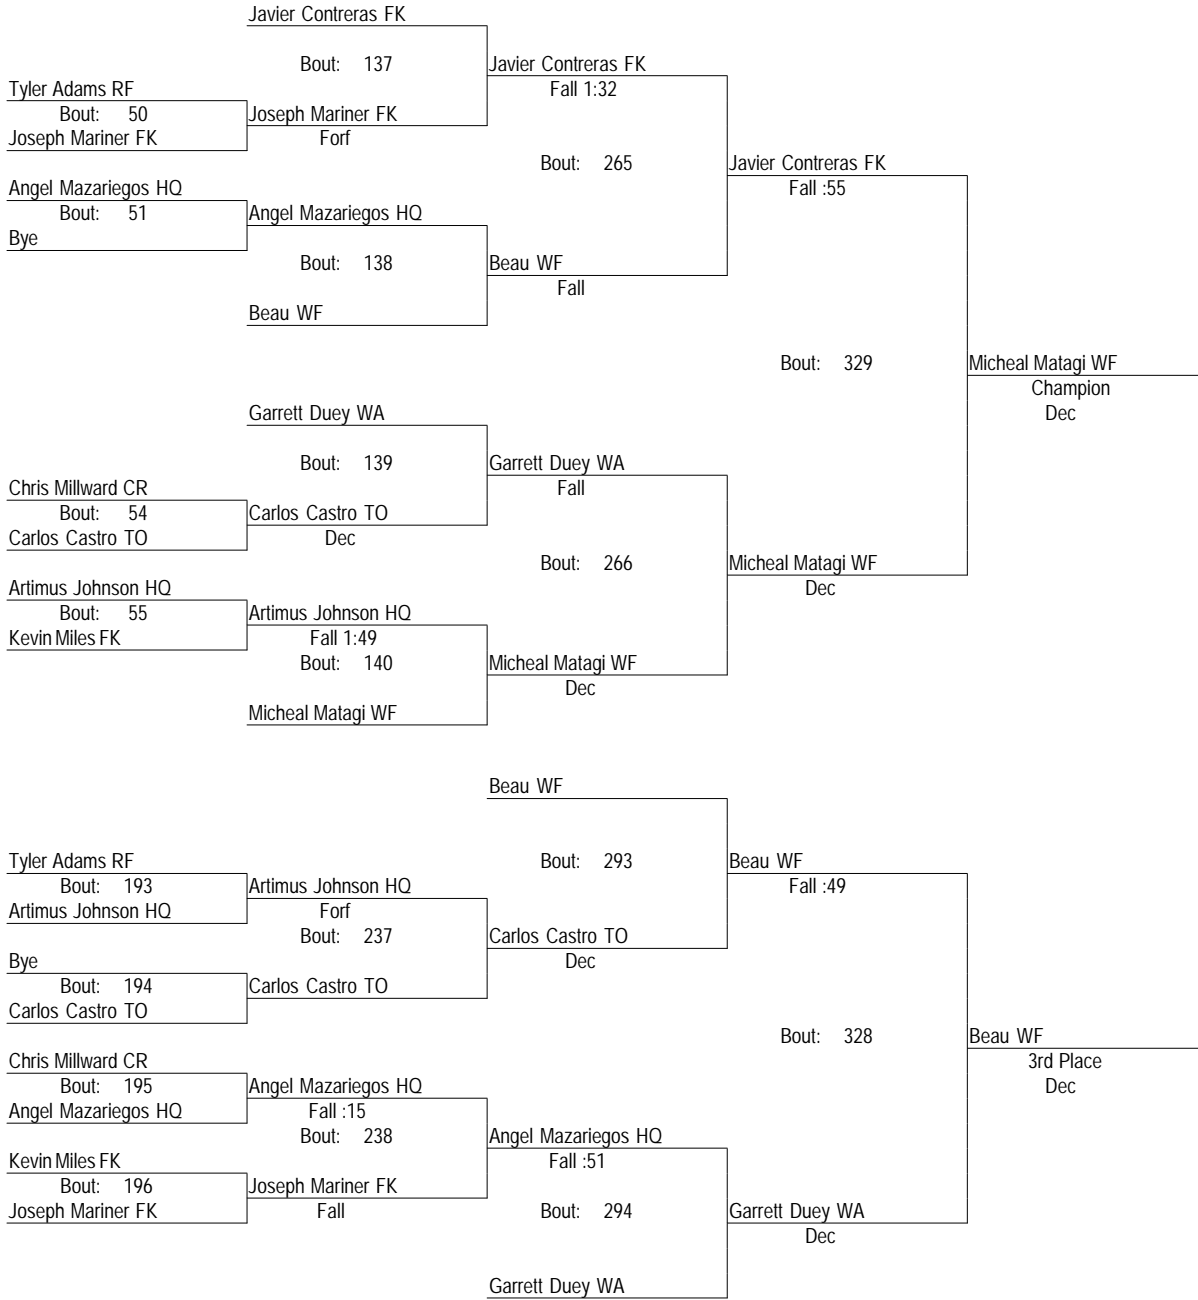 Javier Contreras FK
Bout: 137
Javier Contreras FK
Tyler Adams RF
Fall 1:32
Bout: 50
Joseph Mariner FK
Joseph Mariner FK
Forf
Bout: 265
Javier Contreras FK
Angel Mazariegos HQ
Fall :55
Bout: 51
Angel Mazariegos HQ
Bye
Bout: 138
Beau WF
Fall
Beau WF
Bout: 329
Micheal Matagi WF
Champion
Garrett Duey WA
Dec
Bout: 139
Garrett Duey WA
Chris Millward CR
Fall
Bout: 54
Carlos Castro TO
Carlos Castro TO
Dec
Bout: 266
Micheal Matagi WF
Artimus Johnson HQ
Dec
Bout: 55
Artimus Johnson HQ
Kevin Miles FK
Fall 1:49
Bout: 140
Micheal Matagi WF
Dec
Micheal Matagi WF
Beau WF
Tyler Adams RF
Bout: 293
Beau WF
Bout: 193
Artimus Johnson HQ
Fall :49
Artimus Johnson HQ
Forf
Bout: 237
Carlos Castro TO
Bye
Dec
Bout: 194
Carlos Castro TO
Carlos Castro TO
Bout: 328
Beau WF
Chris Millward CR
3rd Place
Bout: 195
Angel Mazariegos HQ
Dec
Angel Mazariegos HQ
Fall :15
Bout: 238
Angel Mazariegos HQ
Kevin Miles FK
Fall :51
Bout: 196
Joseph Mariner FK
Joseph Mariner FK
Fall
Bout: 294
Garrett Duey WA
Dec
Garrett Duey WA